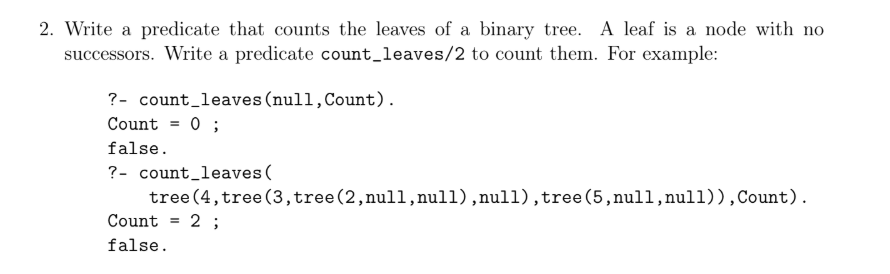 2. Write a predicate that counts the leaves of a binary tree. A leaf is a node with no
successors. Write a predicate count_leaves/2 to count them. For example:
?- count_leaves(null,Count).
Count = 0 ;
false.
?- count_leaves(
tree(4,tree(3,tree(2,null,null),null),tree(5,null,null)),Count).
Count = 2 ;
false.